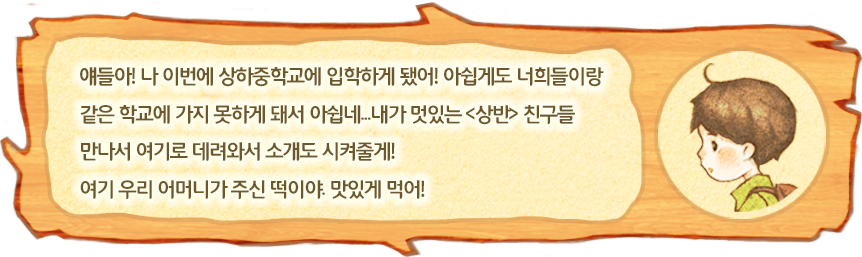 얘들아! 나 이번에 상하중학교에 입학하게 됐어! 아쉽게도 너희들이랑
같은 학교에 가지 못하게 돼서 아쉽네...내가 멋있는 <상반> 친구들
만나서 여기로 데려와서 소개도 시켜줄게!
여기 우리 어머니가 주신 떡이야. 맛있게 먹어!